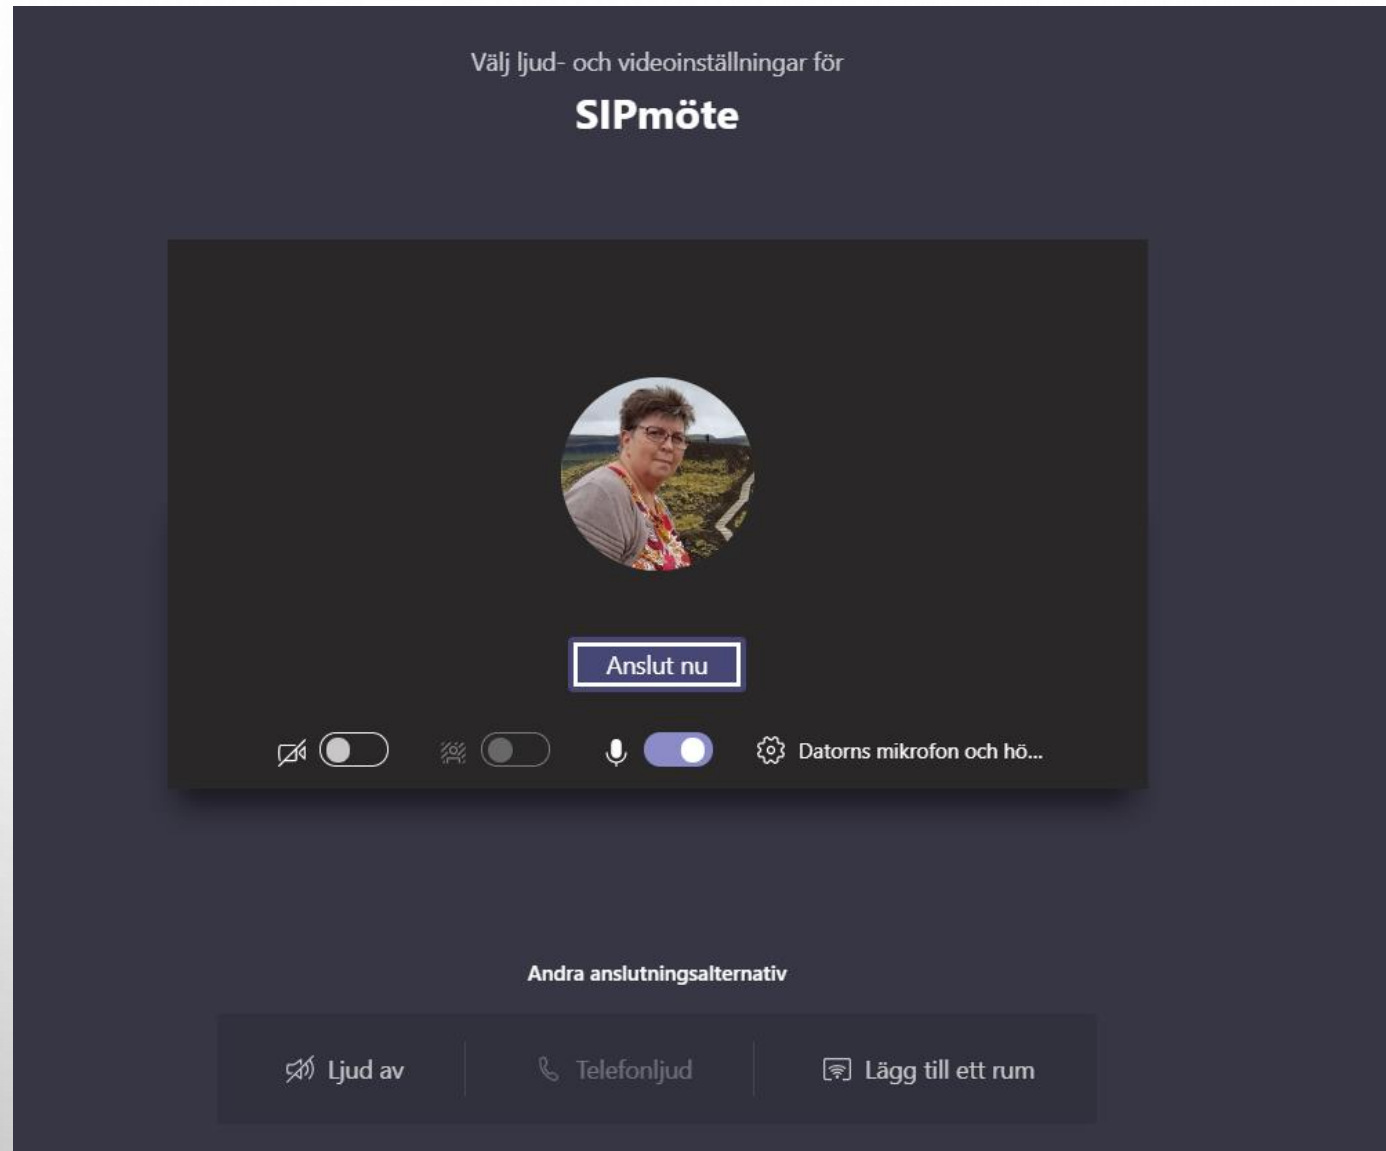 Välj ljud- och videoinställningar för
SIPmöte
Anslut nu
Datorns mikrofon och hö...
Andra anslutningsalternativ
Ljud av
Telefonljud
Lägg till ett rum